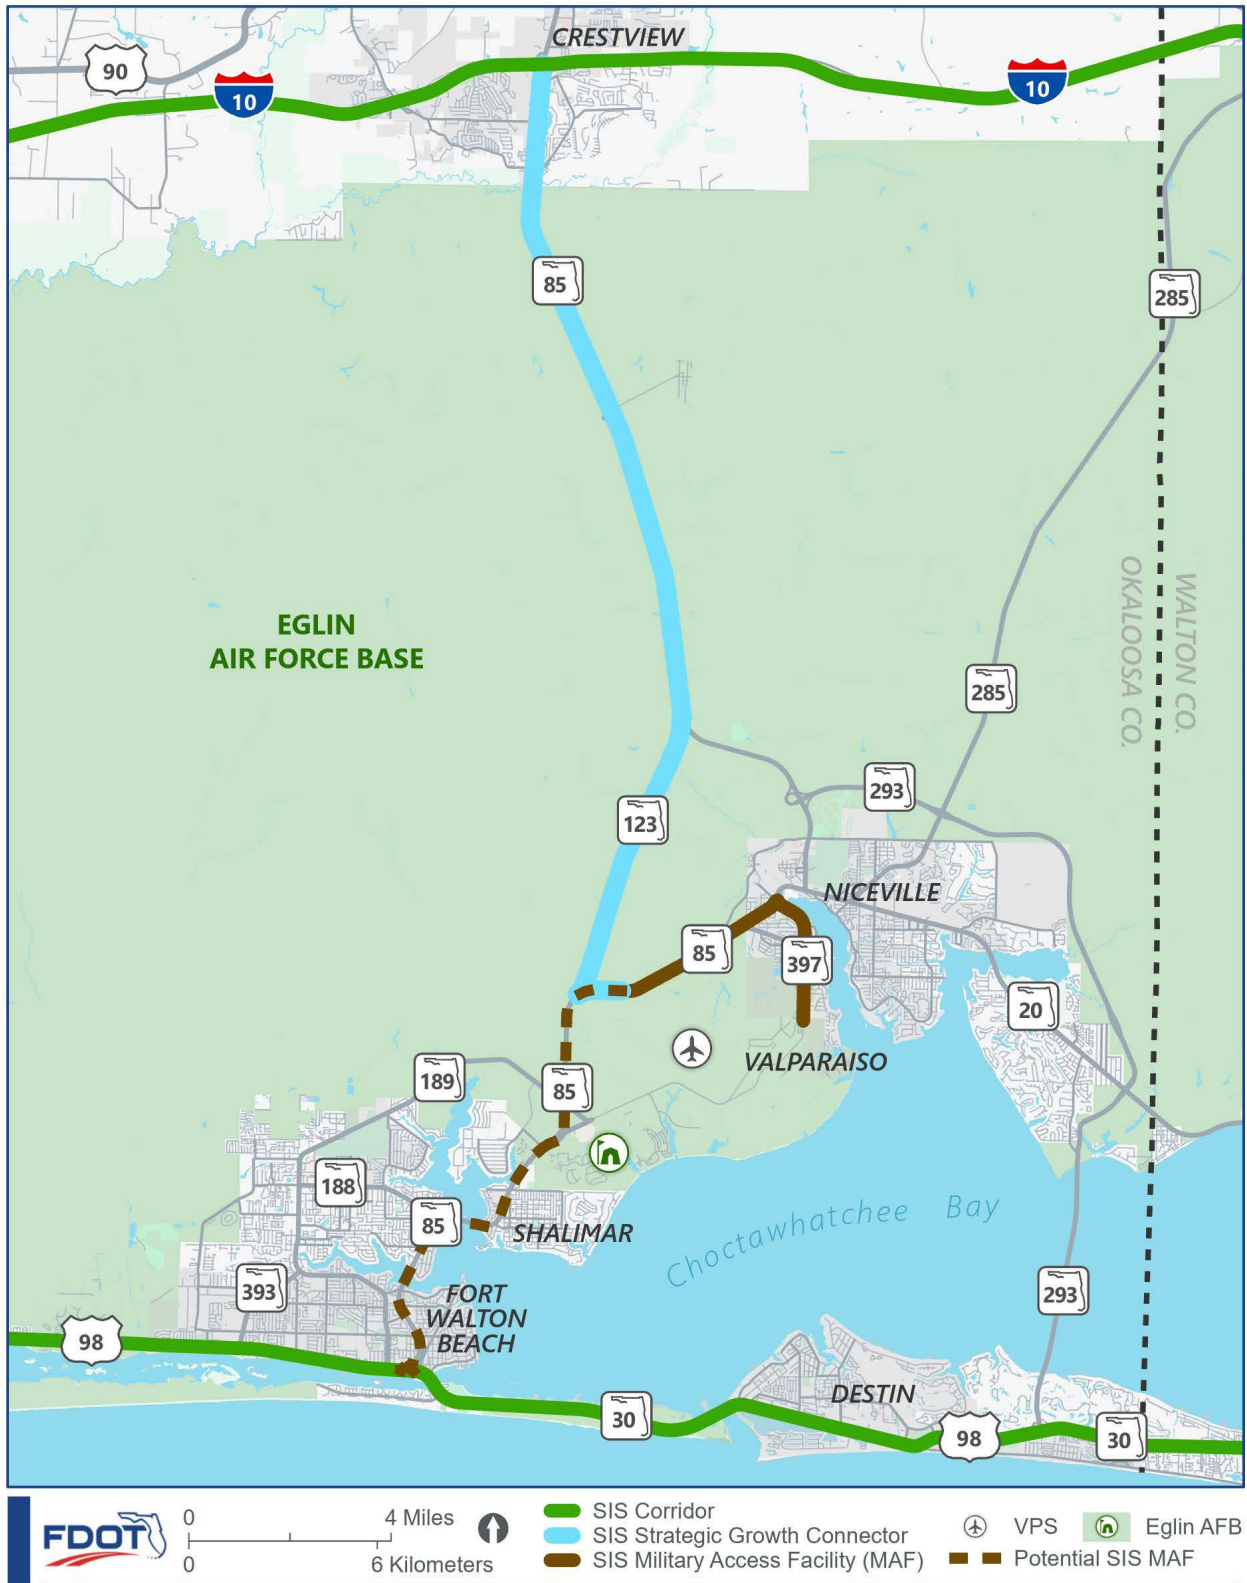 CRESTVIEW
90
10
10
85
285
EGLIN
AIR FORCE BASE
OKALOOSA CO.
WALTON CO.
285
293
123
NICEVILLE
85
397
20
VALPARAISO
189
85
188
85
SHALIMAR
Choctawhatchee Bay
393
FORT
WALTON
BEACH
293
98
DESTIN
30
98
30
FDOT
0
4 Miles
0
6 Kilometers
SIS Corridor
SIS Strategic Growth Connector
SIS Military Access Facility (MAF)
VPS
Eglin AFB
Potential SIS MAF